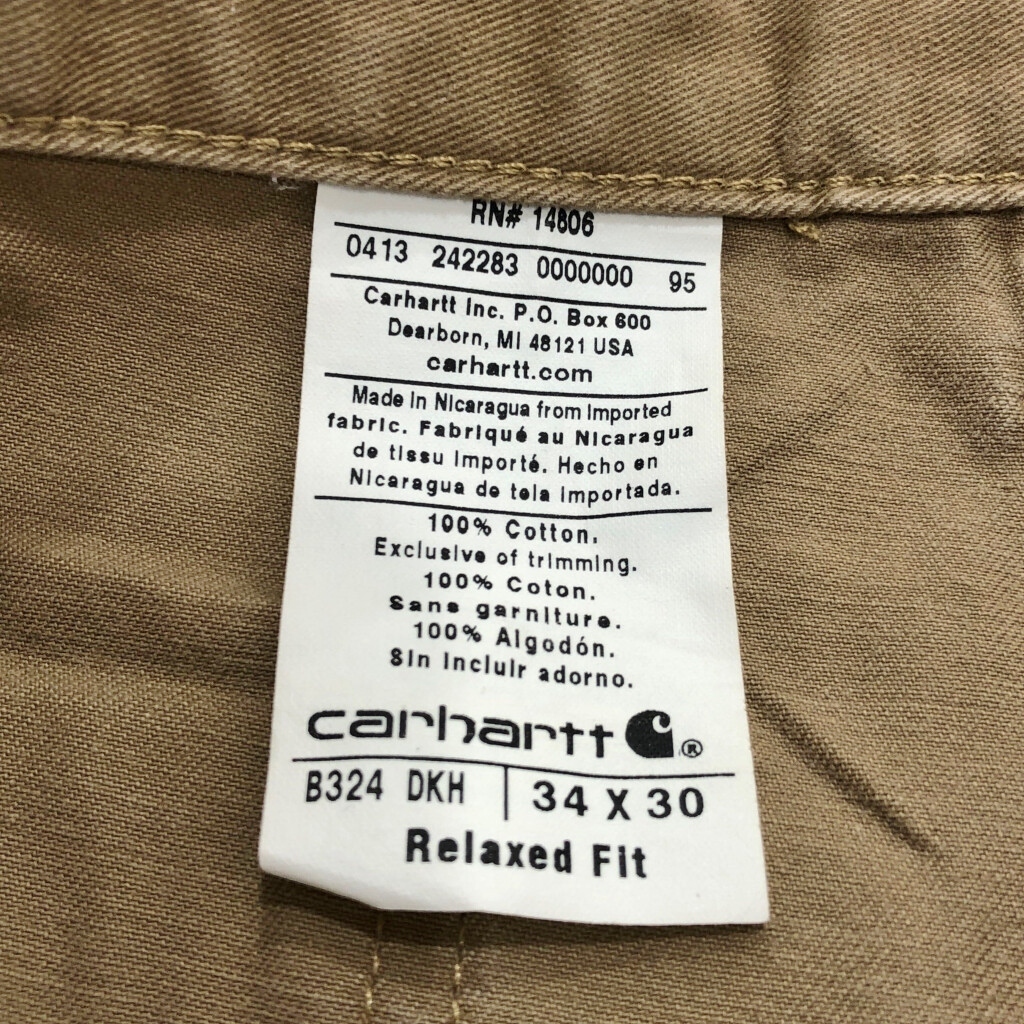 RN# 14806
0413 242283 0000000 95
Carhartt Inc. P.O. Box 600
Dearborn, MI 48121 USA
carhartt.com
Made in Nicaragua from imported
fabric. Fabriqué au Nicaragua
de tissu importé. Hecho en
Nicaragua de tela importada.
100% Cotton.
Exclusive of trimming.
100% Coton.
Sans garniture.
100% Algodón.
Sin incluir adorno.
carhartt ®
B324 DKH | 34 X 30
Relaxed Fit